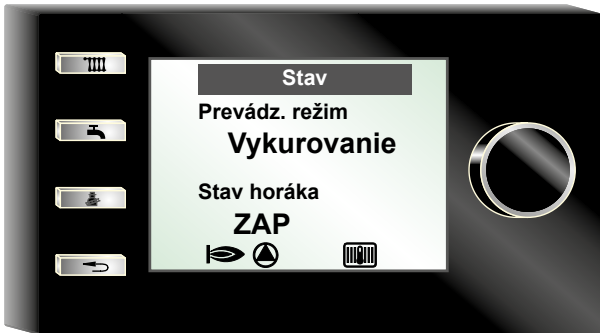 Stav
Prevádz. režim
Vykurovanie
Stav horáka
ZAP